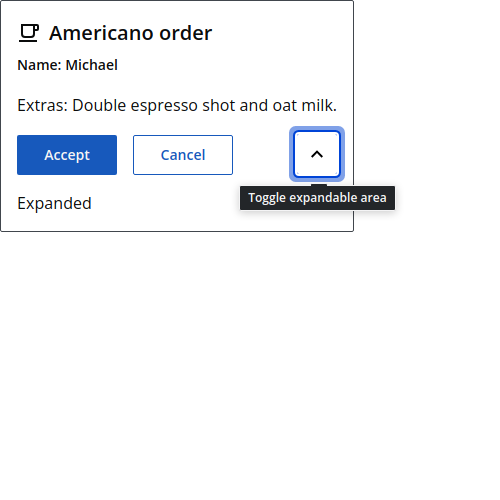 Americano order
Name: Michael
Extras: Double espresso shot and oat milk.
Accept
Cancel
Toggle expandable area
Expanded